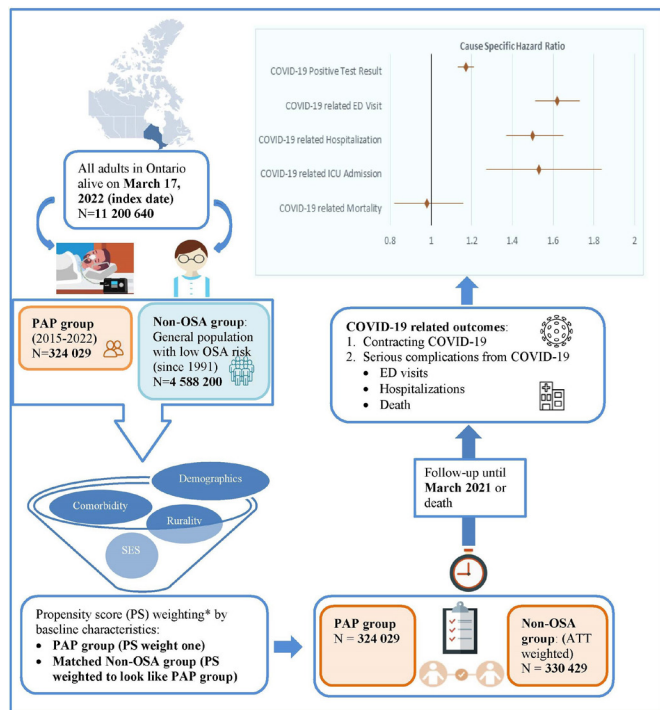 All adults in Ontario
alive on March 17,
2022 (index date)
N=11 200 640
PAP group
(2015-2022)
N=324 029
Non-OSA group:
General population
with low OSA risk
(since 1991)
N=4 588 200
Demographics
Comorbidity
Rurality
SES
Propensity score (PS) weighting* by
baseline characteristics:
• PAP group (PS weight one)
• Matched Non-OSA group (PS
weighted to look like PAP group)
PAP group
N = 324 029
Non-OSA
group: (ATT
weighted)
N = 330 429
Follow-up until
March 2021 or
death
COVID-19 related outcomes:
1. Contracting COVID-19
2. Serious complications from COVID-19
• ED visits
• Hospitalizations
• Death
Cause Specific Hazard Ratio
COVID-19 Positive Test Result
COVID-19 related ED Visit
COVID-19 related Hospitalization
COVID-19 related ICU Admission
COVID-19 related Mortality
0.8 1 1.2 1.4 1.6 1.8 2